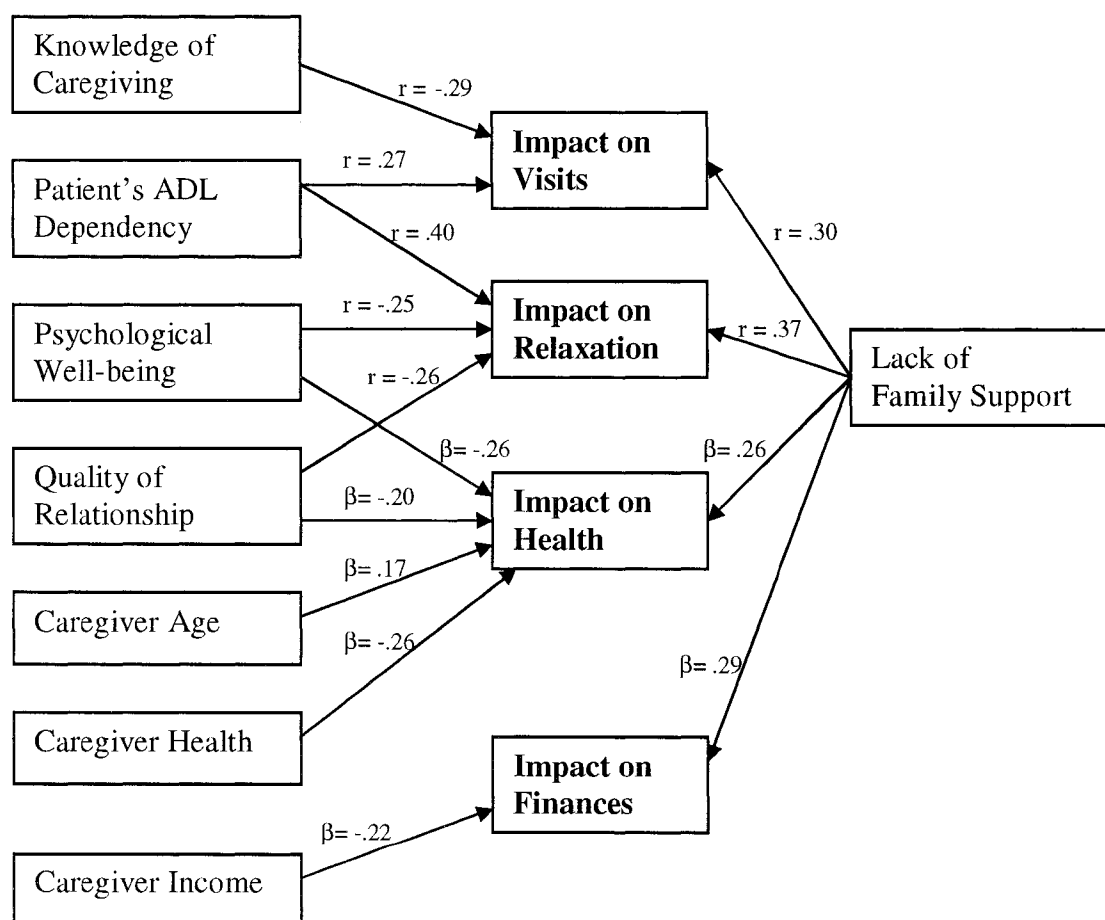 Knowledge of
Caregiving
r = -.29
Impact on
Visits
Patient's ADL
Dependency
r = .27
r = .40
r = .30
Psychological
Well-being
r = -.25
Impact on
Relaxation
r = .37
Lack of
Family Support
r = -.26
Quality of
Relationship
β= -.26
β= -.20
Impact on
Health
β= .26
Caregiver Age
β= .17
β= -.26
Caregiver Health
Impact on
Finances
β= .29
Caregiver Income
β= -.22